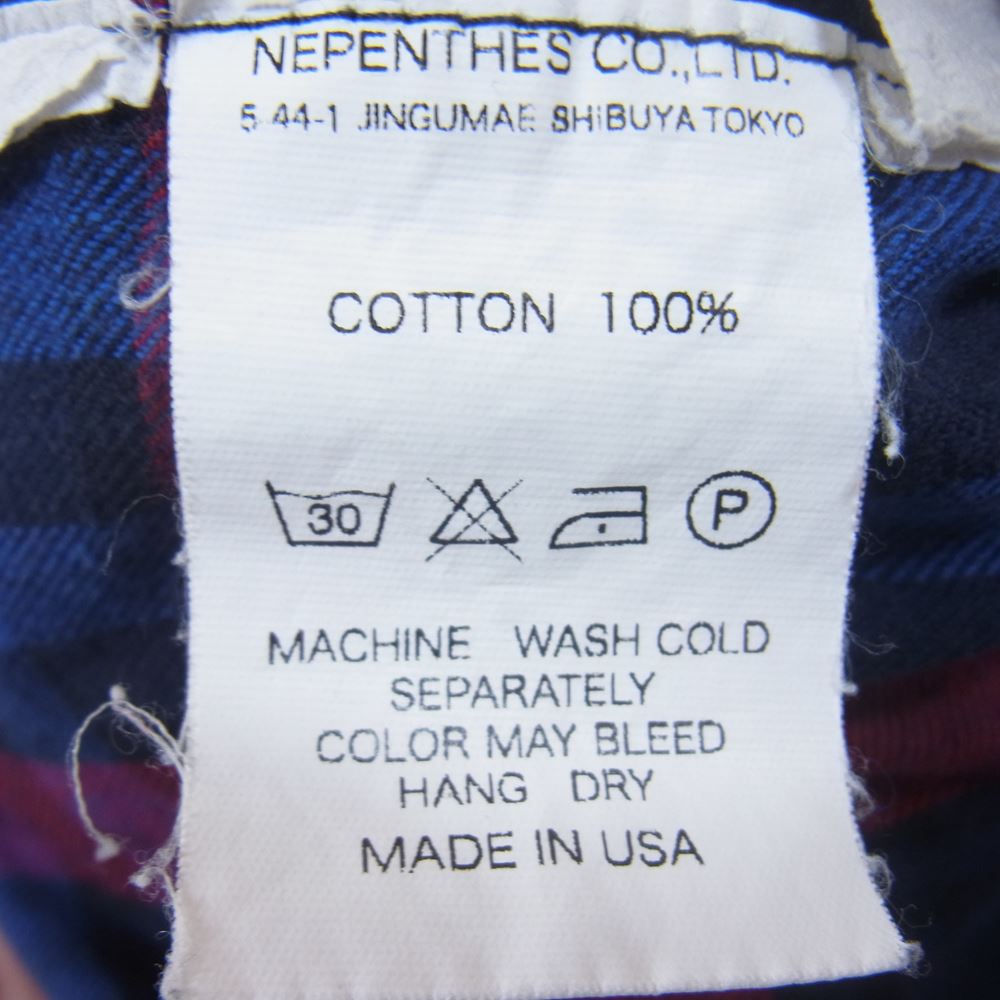 NEPENTHES CO.,LTD.
5-44-1 JINGUMAE SHIBUYA TOKYO
COTTON 100%
30 P
MACHINE WASH COLD
SEPARATELY
COLOR MAY BLEED
HANG DRY
MADE IN USA